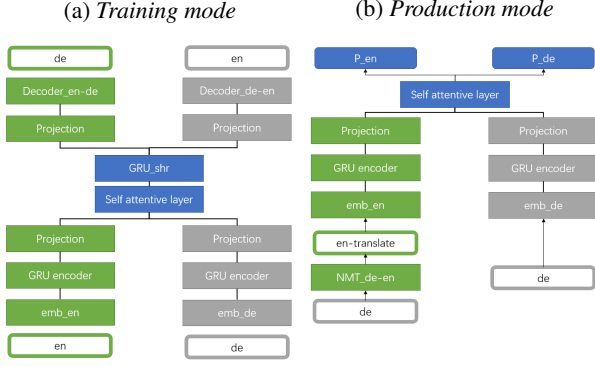 (a) Training mode
de
en
Decoder_en-de
Decoder_de-en
Projection
Projection
GRU_shr
Self attentive layer
Projection
Projection
GRU encoder
GRU encoder
emb_en
emb_de
en
de
(b) Production mode
P_en
P_de
Self attentive layer
Projection
Projection
GRU encoder
GRU encoder
emb_en
emb_de
en-translate
NMT_de-en
de
de